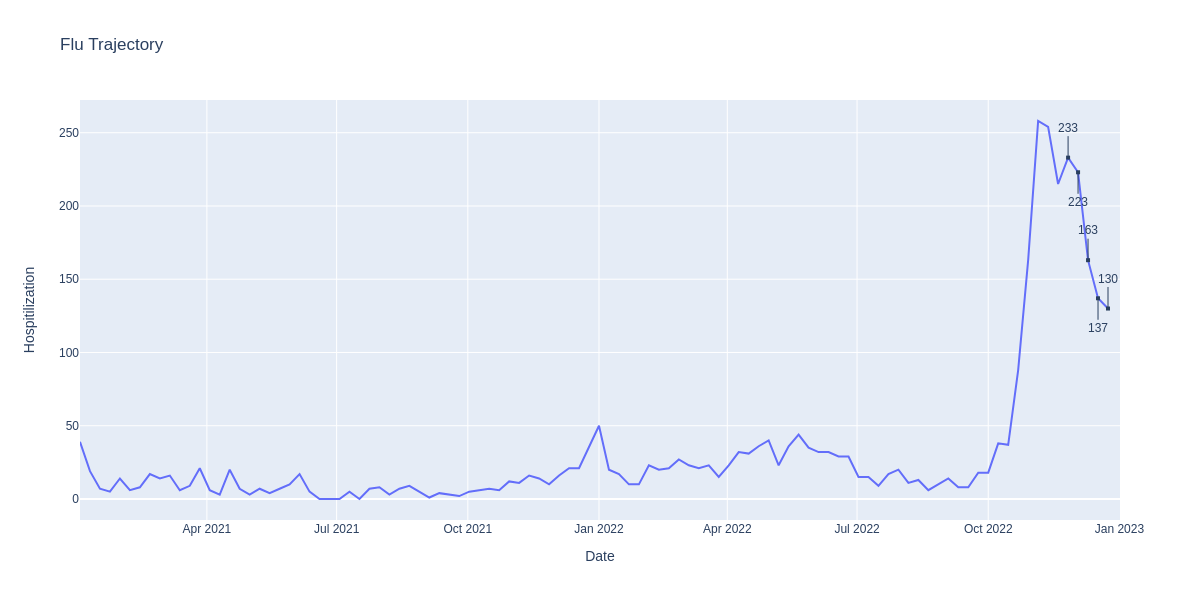 Flu Trajectory
Hospitilization
250
200
150
100
50
0
233
223
163
130
137
Apr 2021
Jul 2021
Oct 2021
Jan 2022
Apr 2022
Jul 2022
Oct 2022
Jan 2023
Date